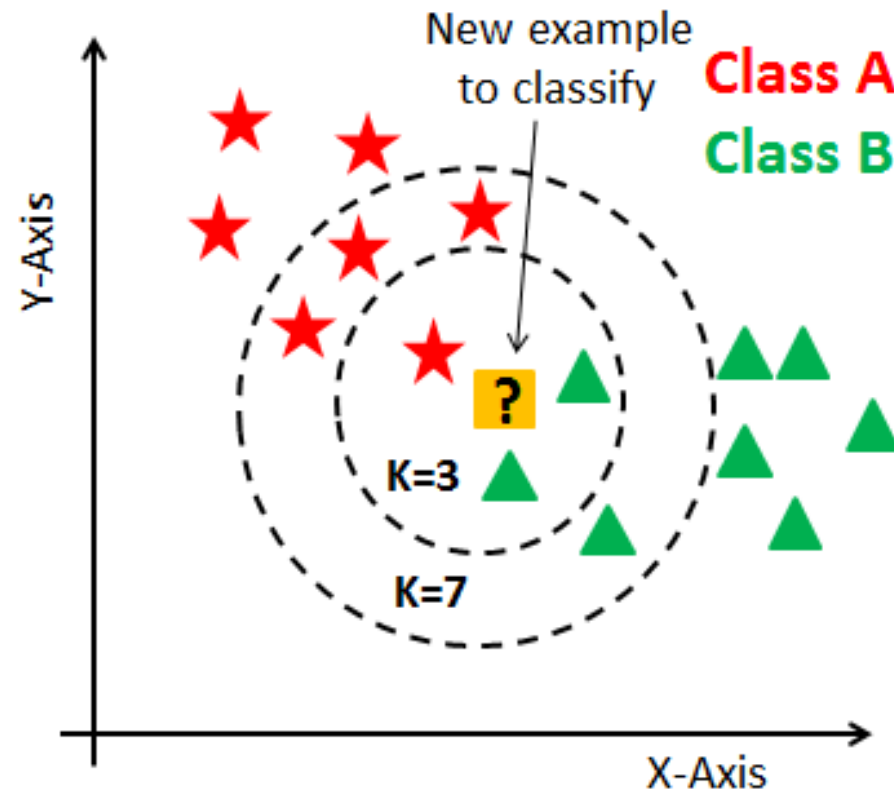 New example
to classify
Class A
Class B
Y-Axis
?
K=3
K=7
X-Axis